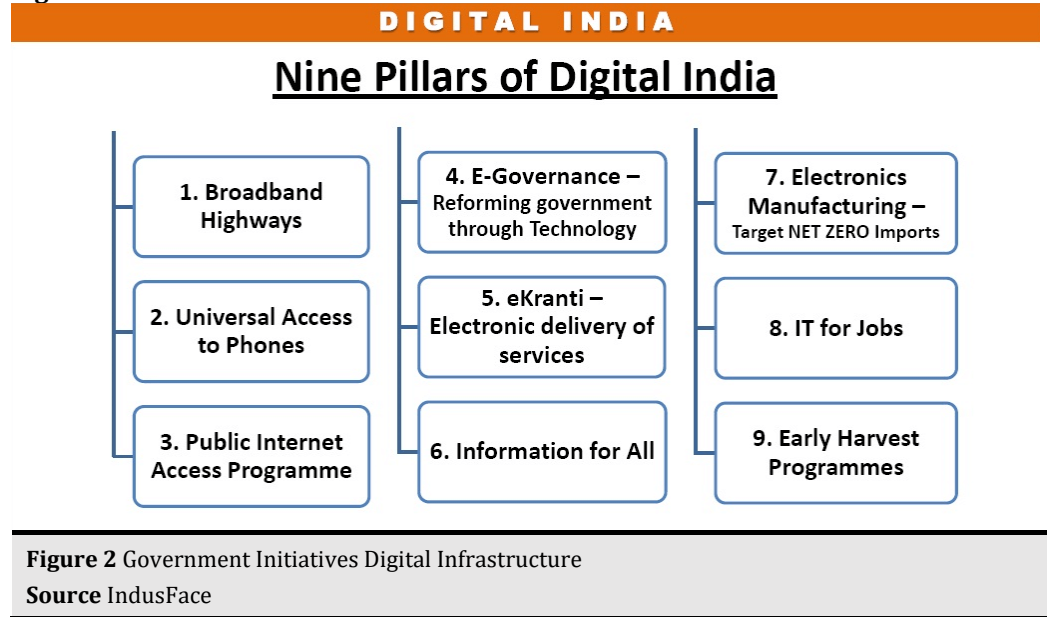 DIGITAL INDIA
Nine Pillars of Digital India
1. Broadband
Highways
2. Universal Access
to Phones
3. Public Internet
Access Programme
4. E-Governance –
Reforming government
through Technology
5. eKranti –
Electronic delivery of
services
6. Information for All
7. Electronics
Manufacturing –
Target NET ZERO Imports
8. IT for Jobs
9. Early Harvest
Programmes
Figure 2 Government Initiatives Digital Infrastructure
Source IndusFace